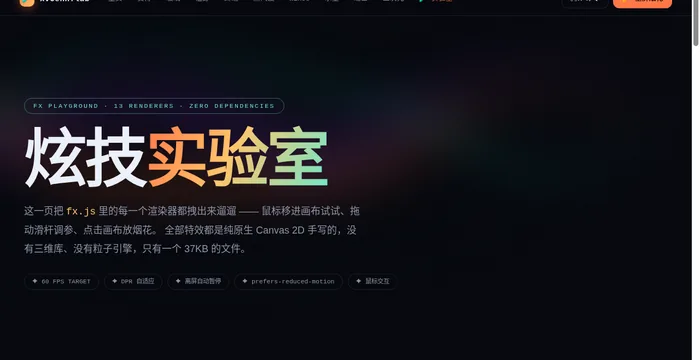 FX PLAYGROUND · 13 RENDERERS · ZERO DEPENDENCIES
炫技实验室
这一页把 fx.js 里的每一个渲染器都拽出来遛遛 —— 鼠标移进画布试试、拖
动滑杆调参、点击画布放烟花。 全部特效都是纯原生 Canvas 2D 手写的，没
有三维库、没有粒子引擎，只有一个 37KB 的文件。
✦ 60 FPS TARGET ✦ DPR 自适应 ✦ 离屏自动暂停 ✦ prefers-reduced-motion ✦ 鼠标交互